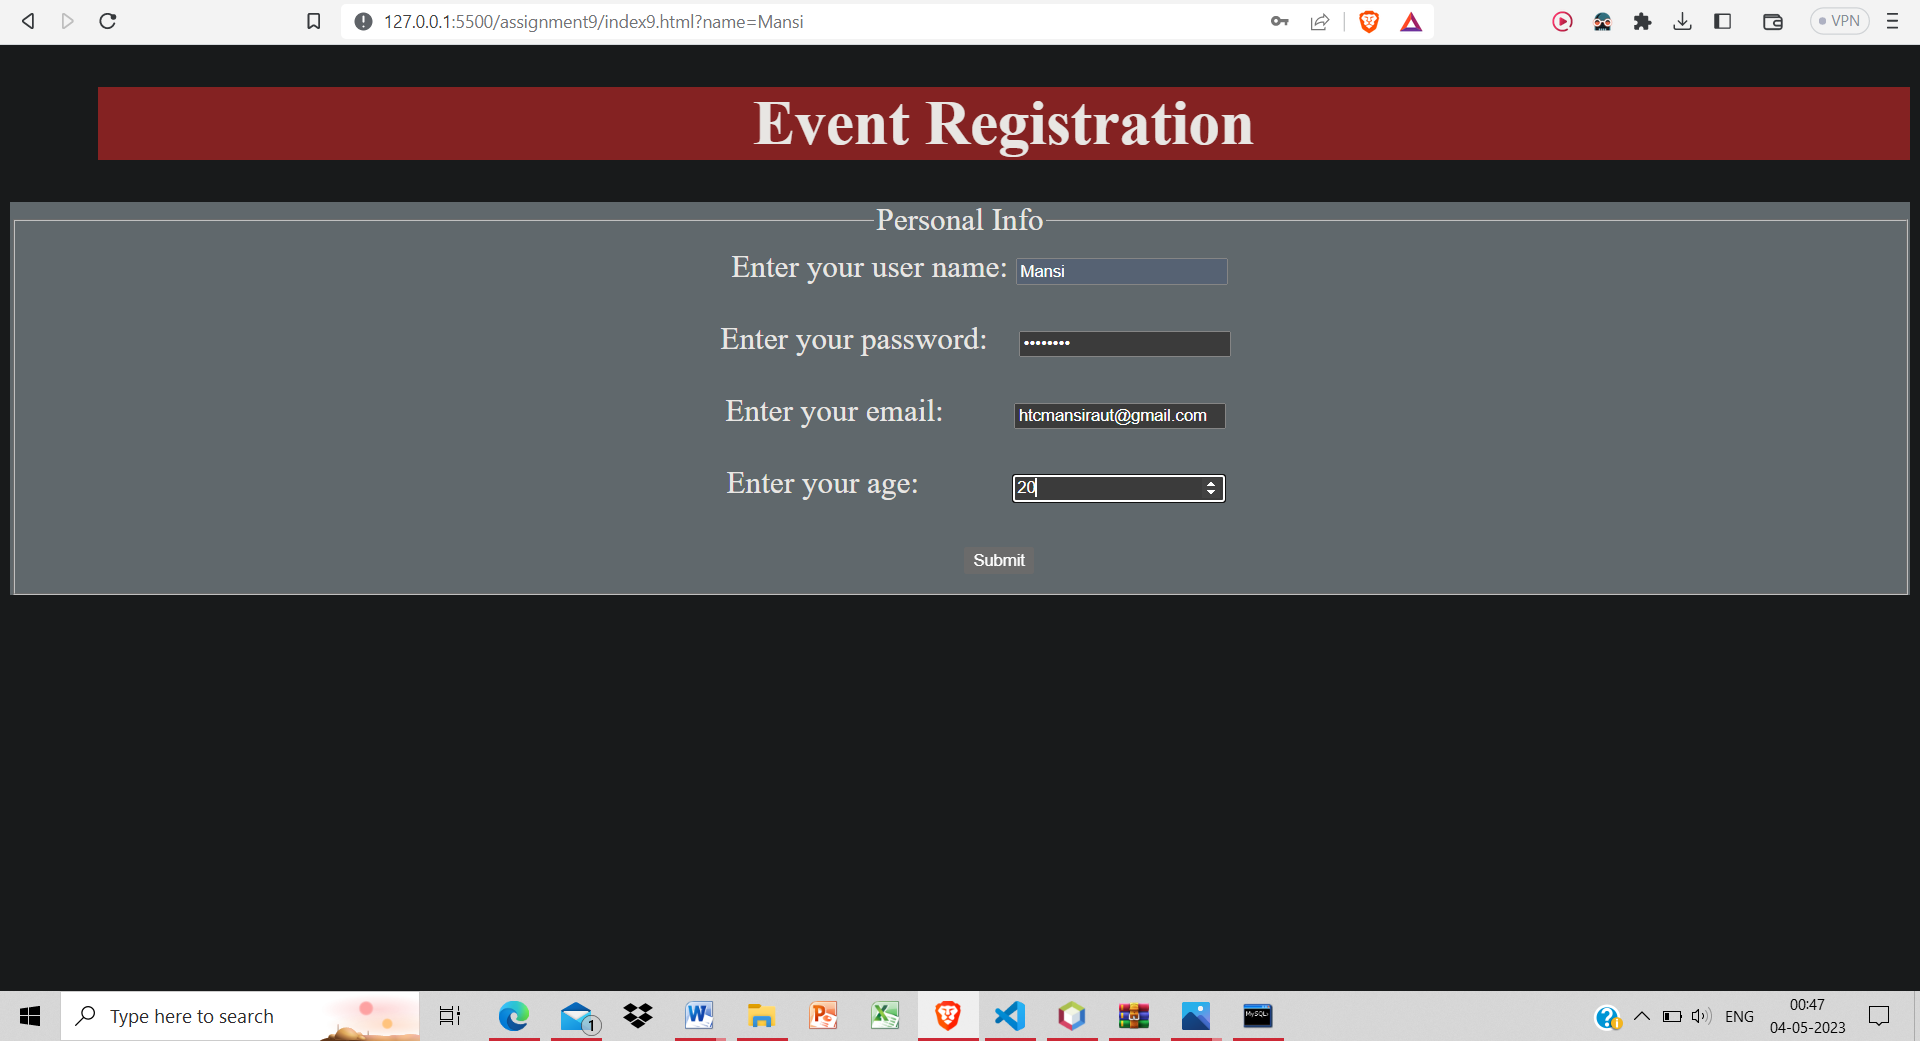 127.0.0.1:5500/assignment9/index9.html?name=Mansi
VPN
Event Registration
Personal Info
Enter your user name: Mansi
Enter your password: ••••••••
Enter your email: htcmansiraut@gmail.com
Enter your age: 20
Submit
Type here to search
1
MySQL
ENG
00:47
04-05-2023